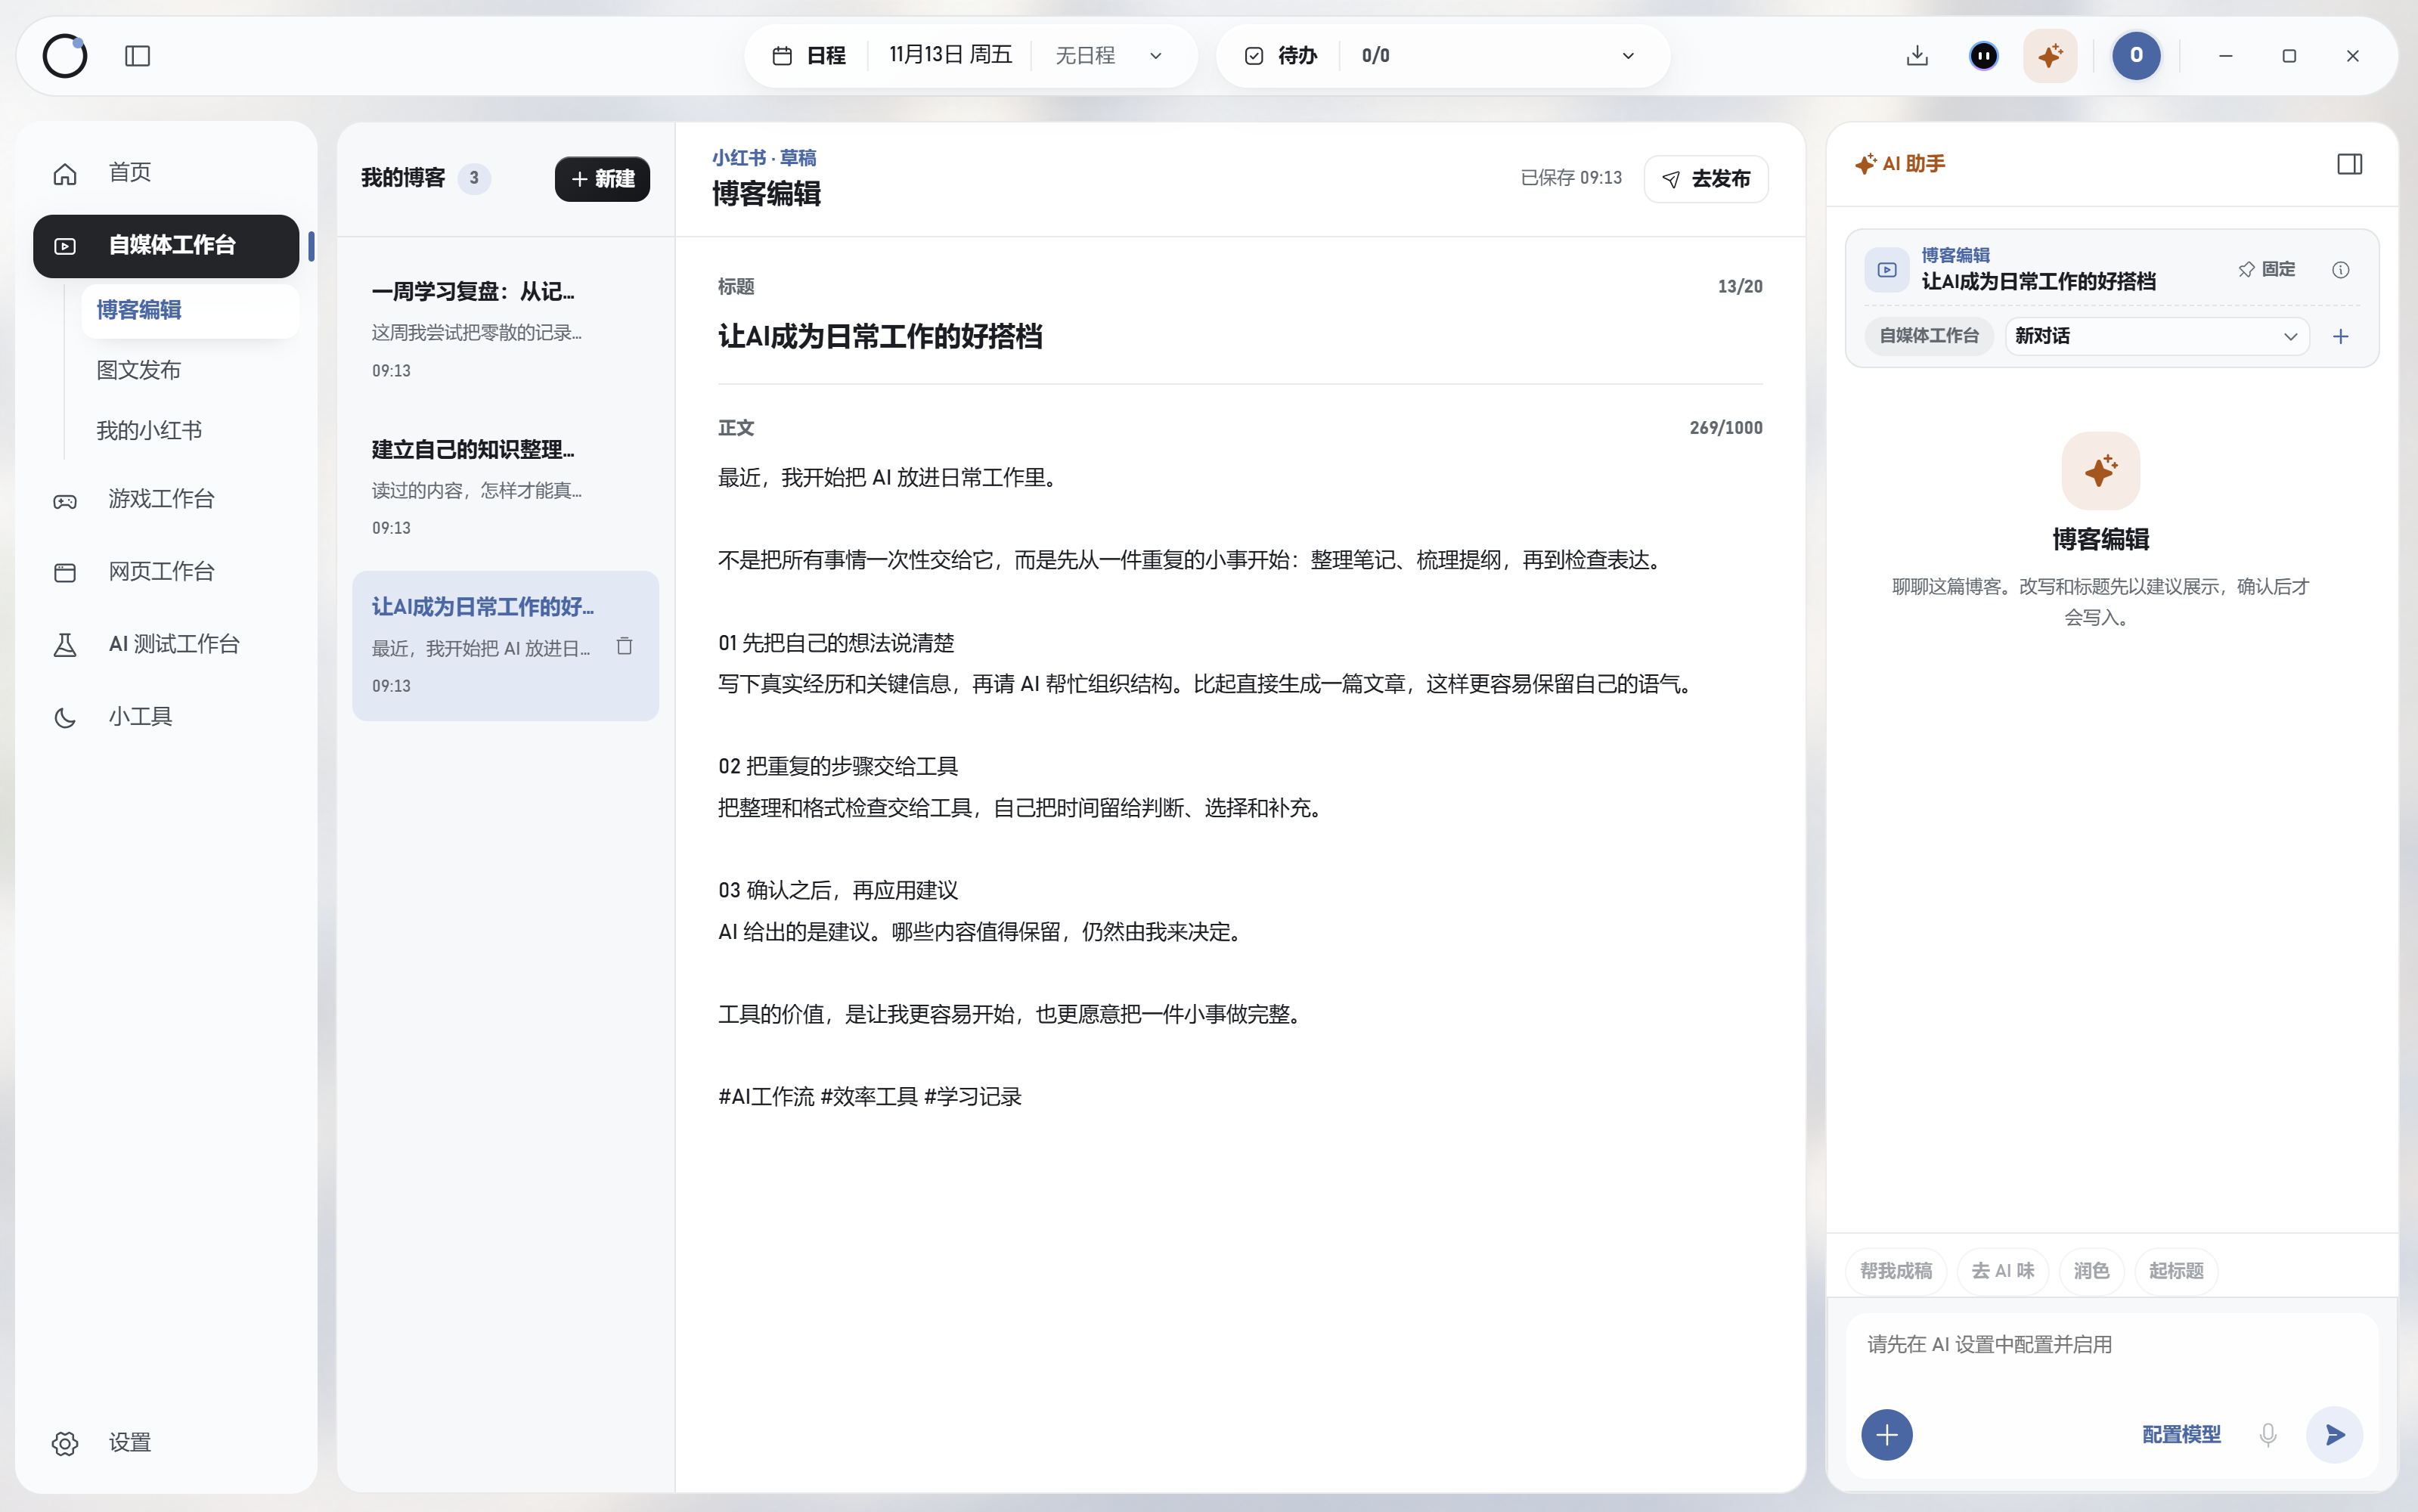 日程 11月13日 周五 无日程
待办 0/0
O
首页
自媒体工作台
博客编辑
图文发布
我的小红书
游戏工作台
网页工作台
AI 测试工作台
小工具
设置
我的博客 3
新建
一周学习复盘：从记...
这周我尝试把零散的记录...
09:13
建立自己的知识整理...
读过的内容，怎样才能真...
09:13
让AI成为日常工作的好...
最近，我开始把 AI 放进日...
09:13
小红书 · 草稿
博客编辑
已保存 09:13
去发布
标题 13/20
让AI成为日常工作的好搭档
正文 269/1000
最近，我开始把 AI 放进日常工作里。
不是把所有事情一次性交给它，而是先从一件重复的小事开始：整理笔记、梳理提纲，再到检查表达。
01 先把自己的想法说清楚
写下真实经历和关键信息，再请 AI 帮忙组织结构。比起直接生成一篇文章，这样更容易保留自己的语气。
02 把重复的步骤交给工具
把整理和格式检查交给工具，自己把时间留给判断、选择和补充。
03 确认之后，再应用建议
AI 给出的是建议。哪些内容值得保留，仍然由我来决定。
工具的价值，是让我更容易开始，也更愿意把一件小事做完整。
#AI工作流 #效率工具 #学习记录
AI 助手
博客编辑
让AI成为日常工作的好搭档
固定
自媒体工作台 新对话
博客编辑
聊聊这篇博客。改写和标题先以建议展示，确认后才
会写入。
帮我成稿 去 AI 味 润色 起标题
请先在 AI 设置中配置并启用
配置模型